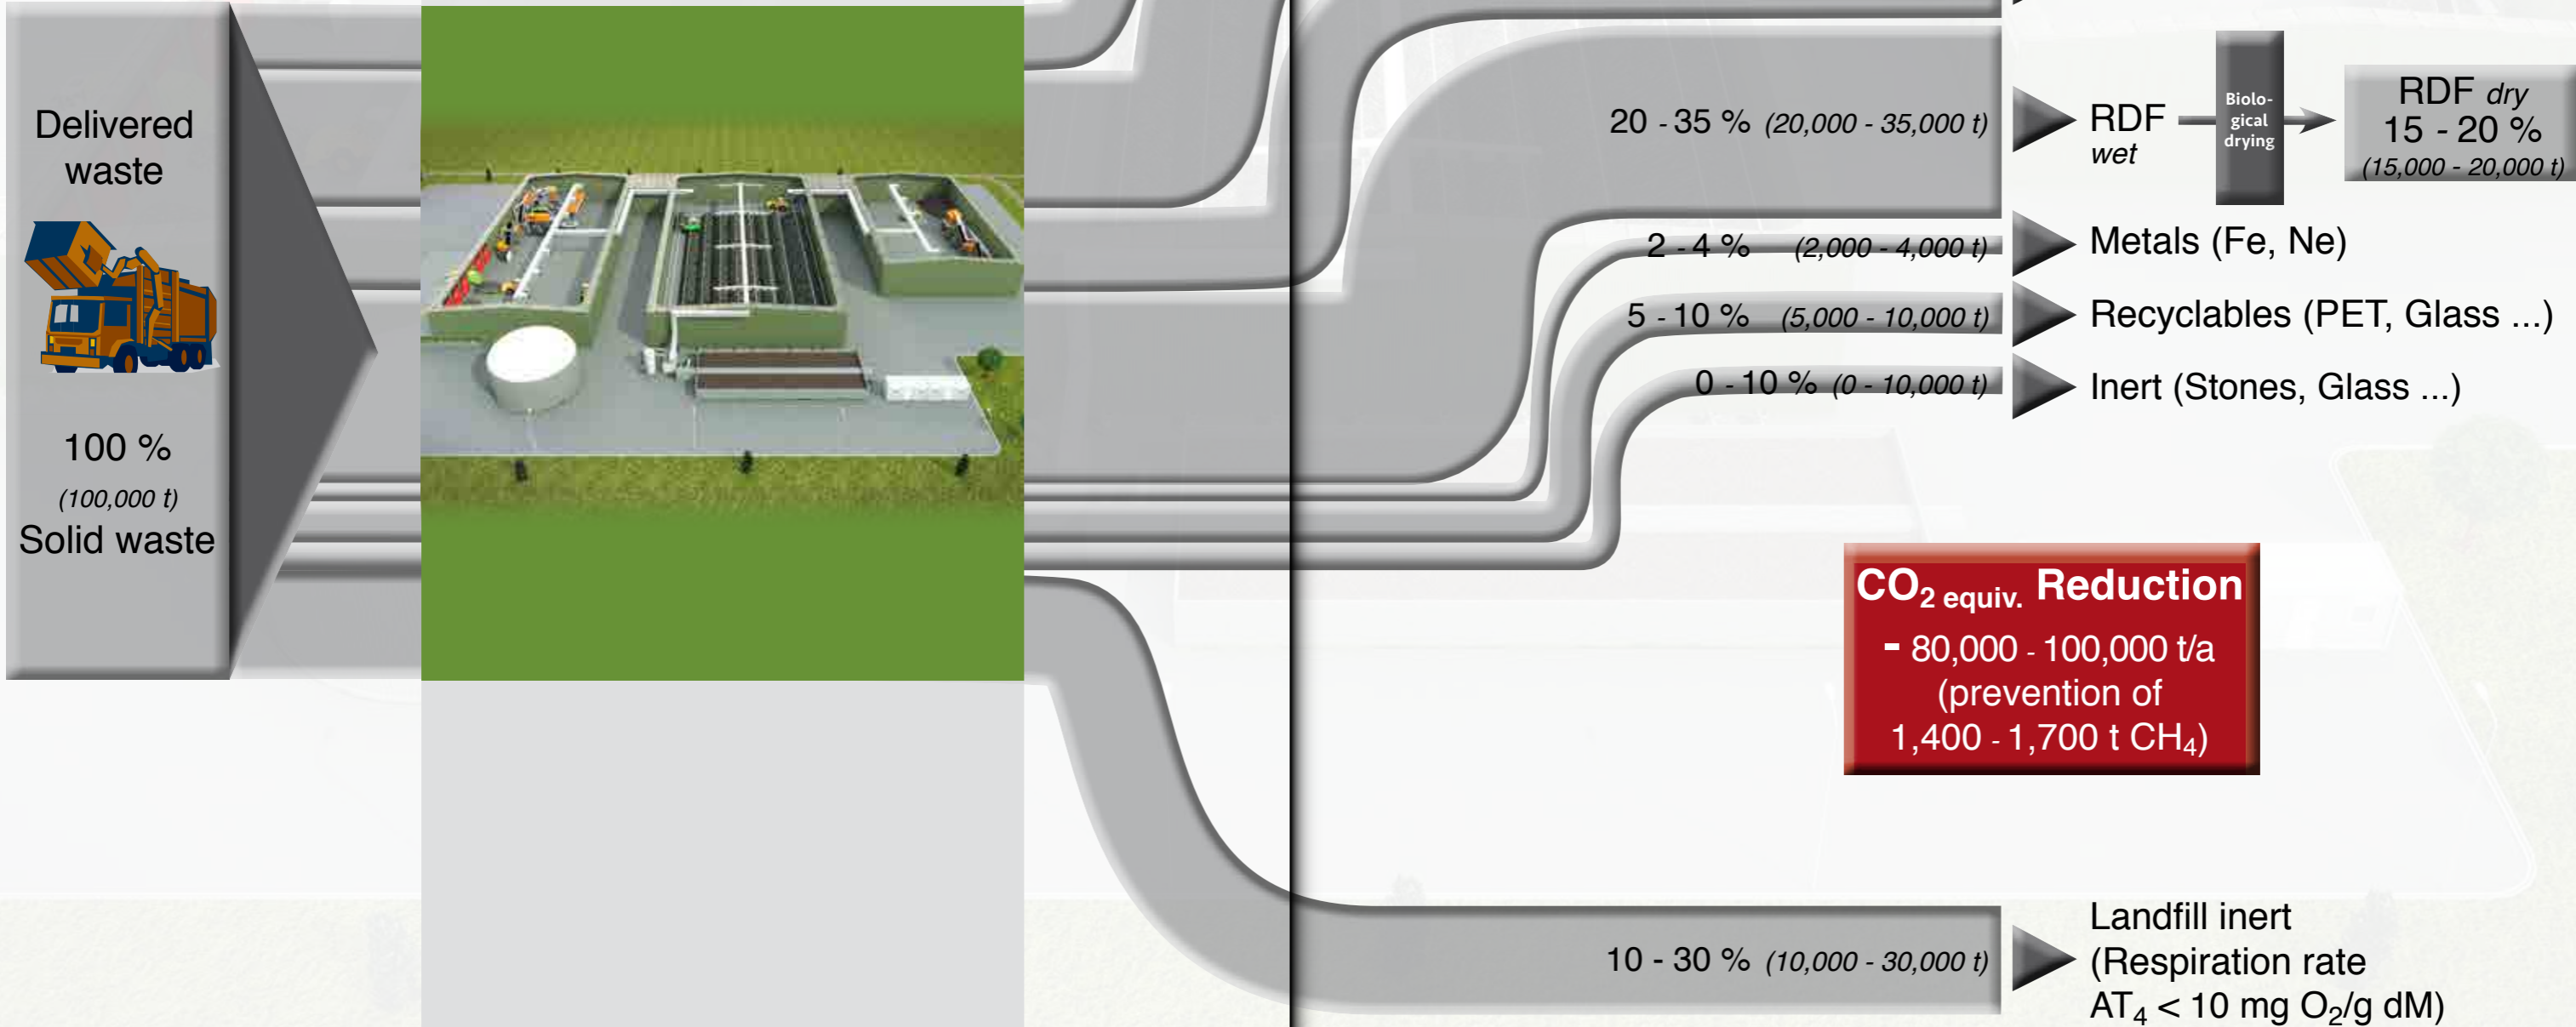 Delivered
waste
100 %
(100,000 t)
Solid waste
20 - 35 % (20,000 - 35,000 t)
RDF
wet
Biolo-
gical
drying
RDF dry
15 - 20 %
(15,000 - 20,000 t)
2 - 4 % (2,000 - 4,000 t)
Metals (Fe, Ne)
5 - 10 % (5,000 - 10,000 t)
Recyclables (PET, Glass ...)
0 - 10 % (0 - 10,000 t)
Inert (Stones, Glass ...)
CO₂ equiv. Reduction
- 80,000 - 100,000 t/a
(prevention of
1,400 - 1,700 t CH₄)
10 - 30 % (10,000 - 30,000 t)
Landfill inert
(Respiration rate
AT₄ < 10 mg O₂/g dM)